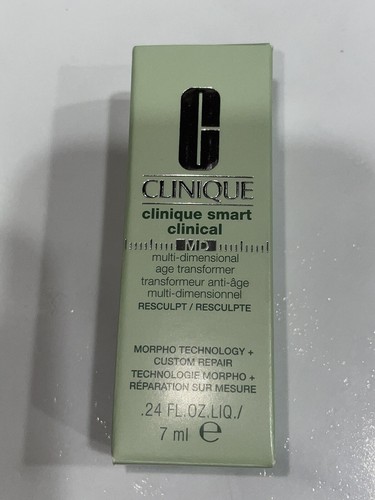 C
CLINIQUE
clinique smart
clinical
MD
multi-dimensional
age transformer
transformateur anti-âge
multi-dimensionnel
RESCULPT / RESCULPTE
MORPHO TECHNOLOGY +
CUSTOM REPAIR
TECHNOLOGIE MORPHO +
RÉPARATION SUR MESURE
.24 FL.OZ.LIQ./
7 ml ℮